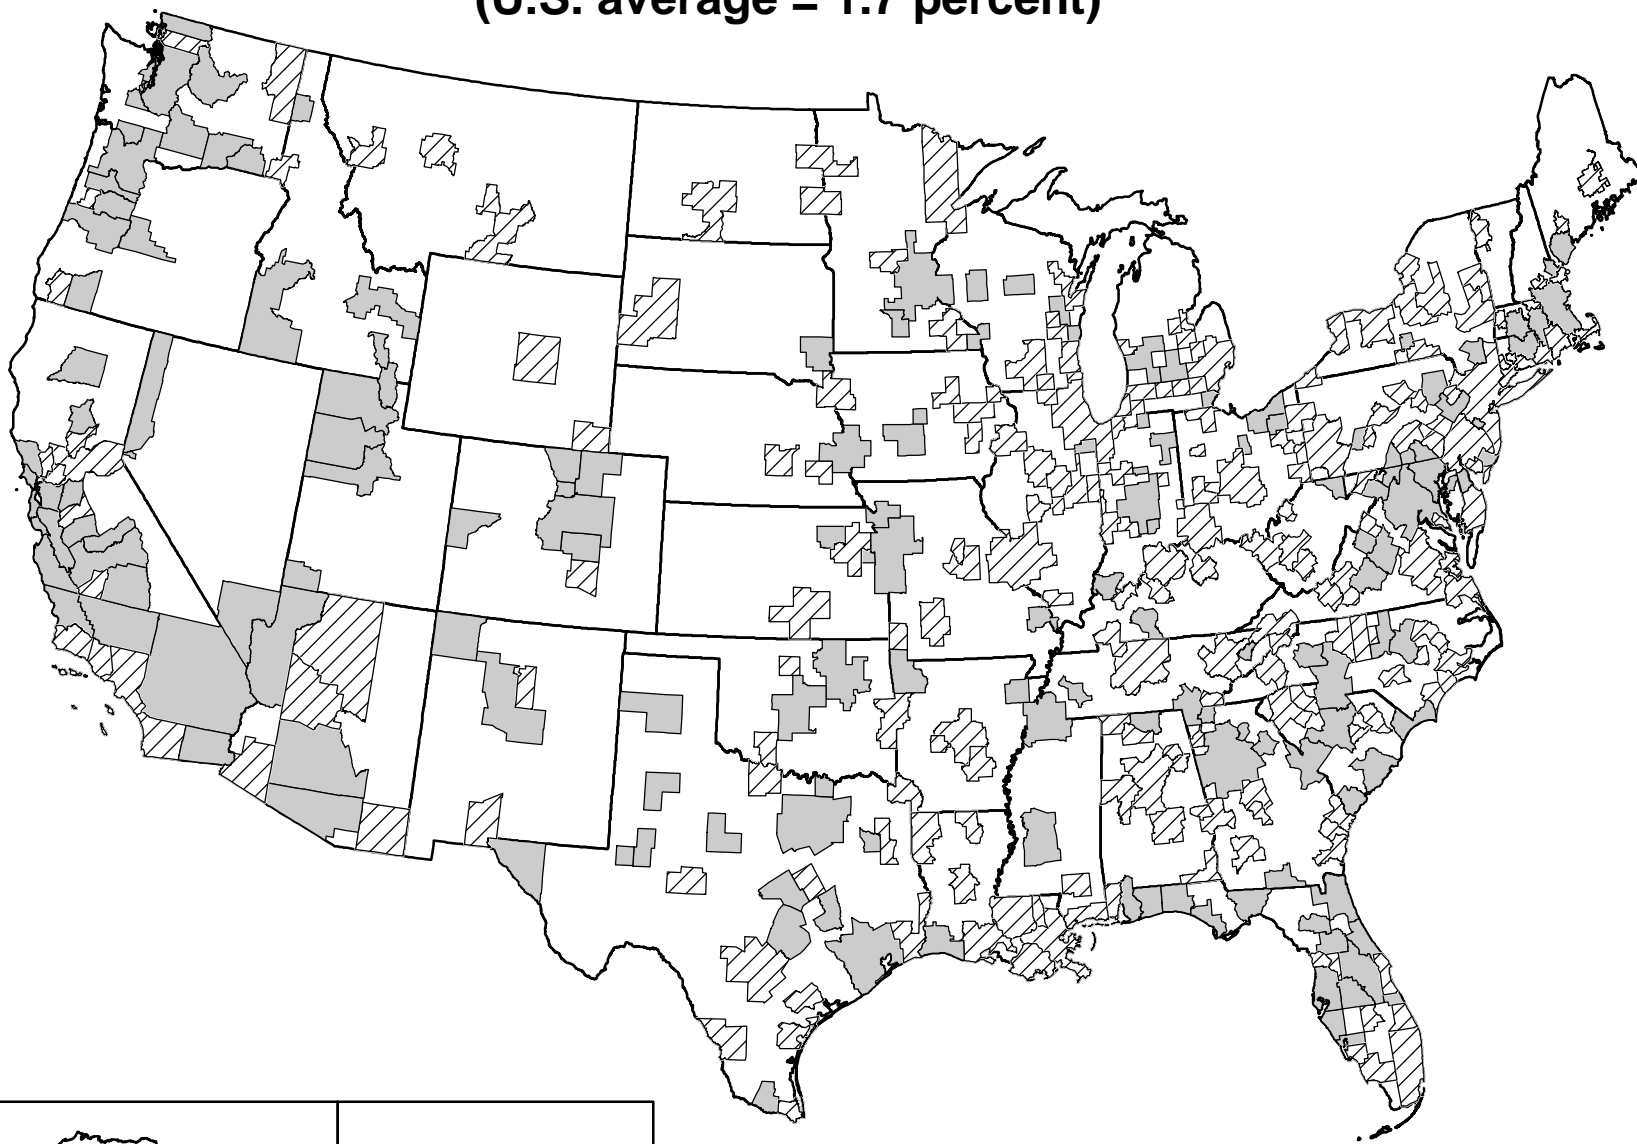 (U.S. average = 1.7 percent)